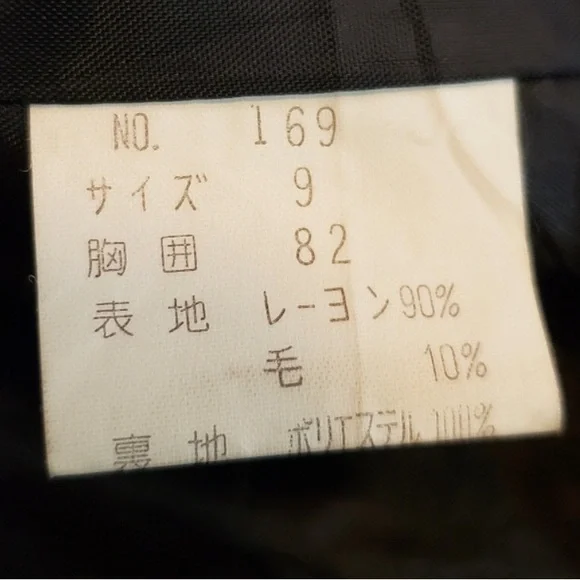 NO. 169
サイズ 9
胸囲 82
表地 レーヨン90%
毛 10%
裏地 ポリエステル100%